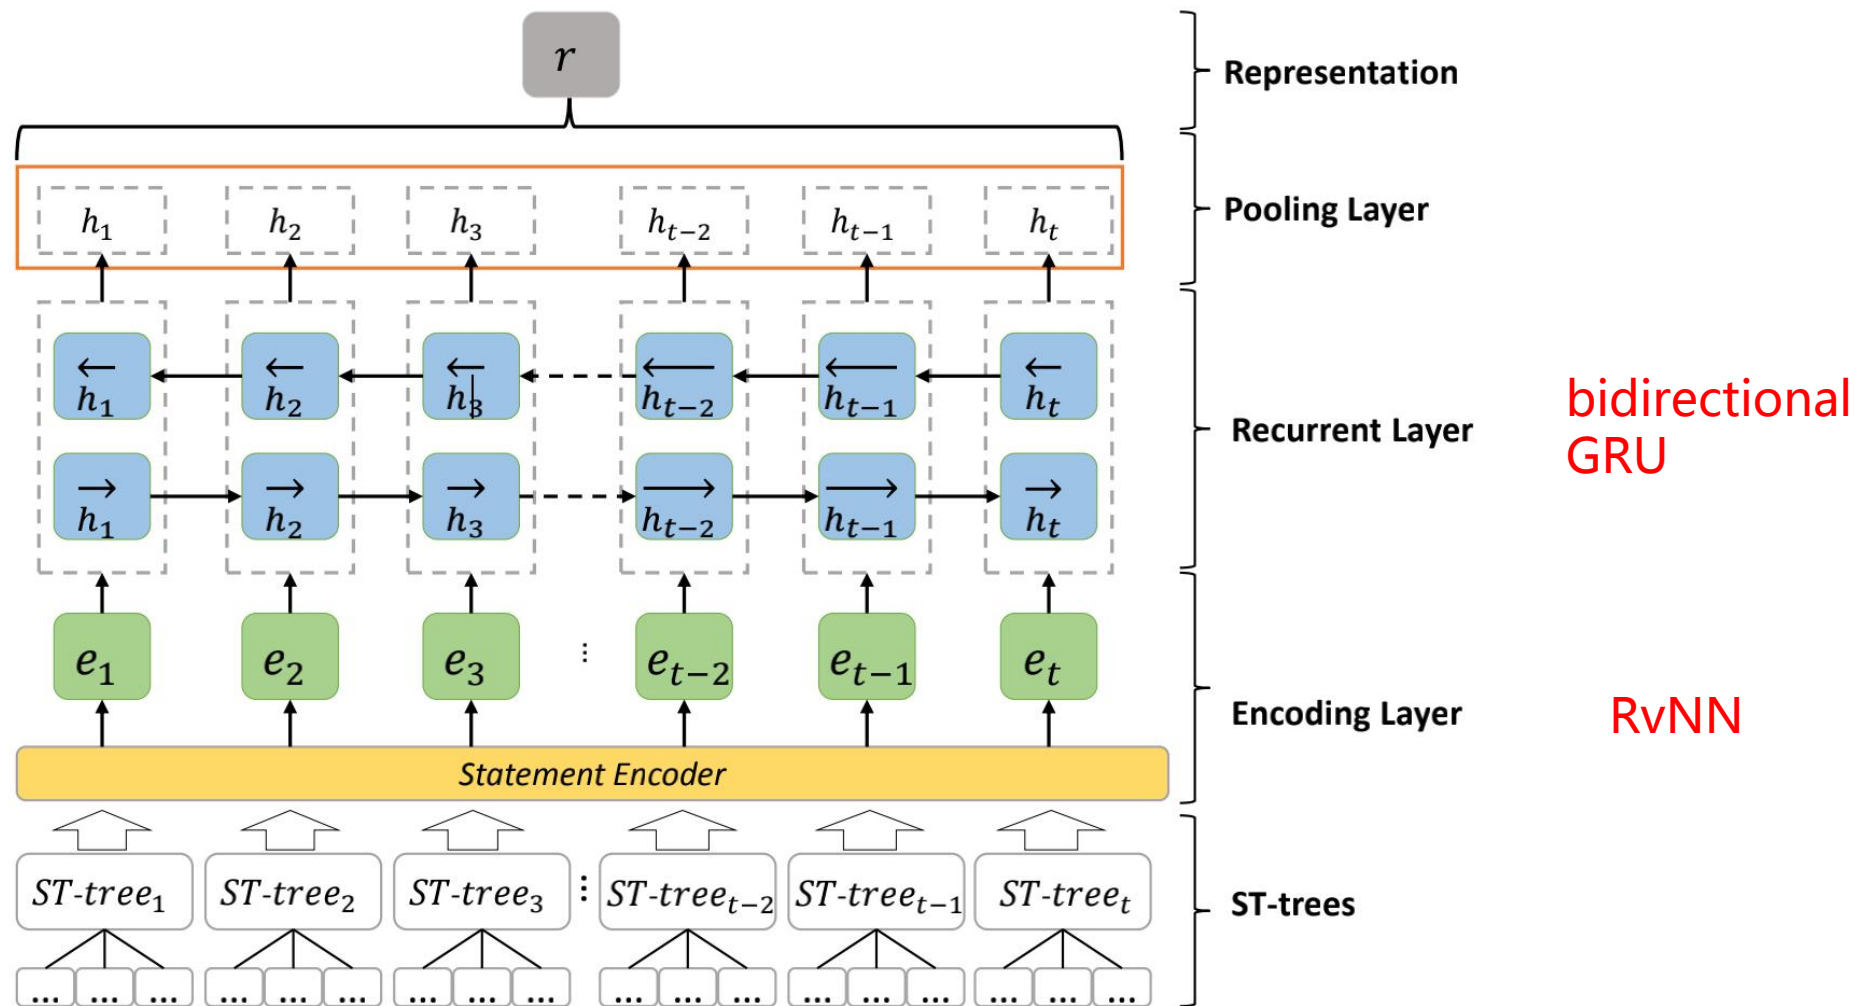 r
Representation
h₁ h₂ h₃ hₜ₋₂ hₜ₋₁ hₜ
Pooling Layer
←h₁ ←h₂ ←h₃ ←hₜ₋₂ ←hₜ₋₁ ←hₜ
→h₁ →h₂ →h₃ →hₜ₋₂ →hₜ₋₁ →hₜ
Recurrent Layer
bidirectional
GRU
e₁ e₂ e₃ ⋮ eₜ₋₂ eₜ₋₁ eₜ
Encoding Layer
RvNN
Statement Encoder
ST-tree₁ ST-tree₂ ST-tree₃ ⋮ ST-treeₜ₋₂ ST-treeₜ₋₁ ST-treeₜ
ST-trees
... ... ... ... ... ... ... ... ... ... ... ... ... ... ... ... ... ...